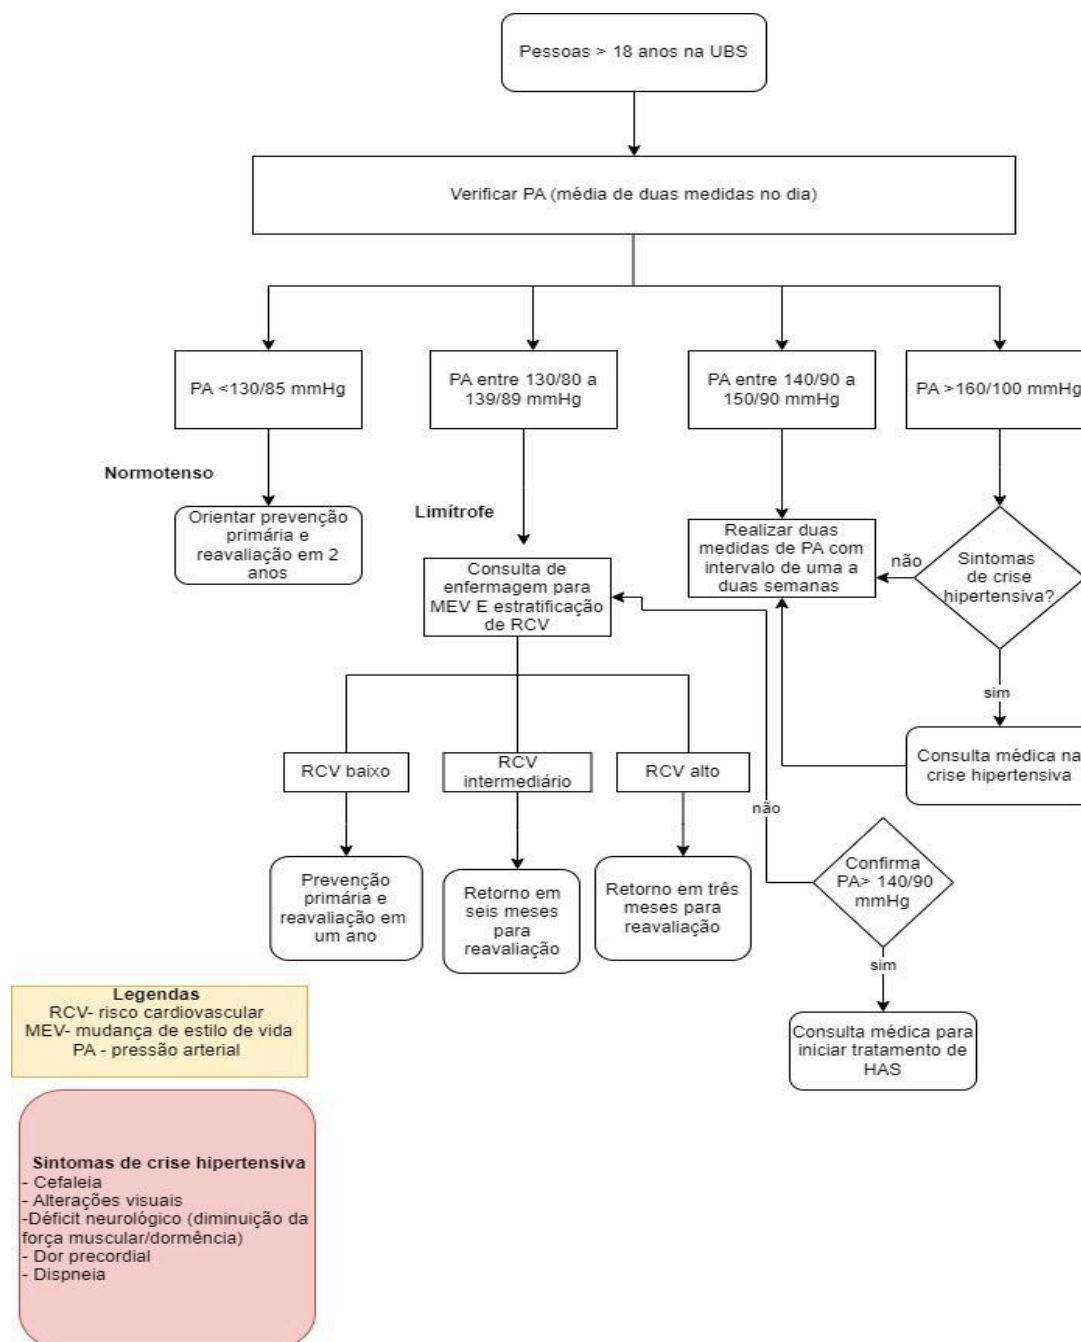 Pessoas > 18 anos na UBS
Verificar PA (média de duas medidas no dia)
PA <130/85 mmHg
PA entre 130/80 a
139/89 mmHg
PA entre 140/90 a
150/90 mmHg
PA >160/100 mmHg
Normotenso
Orientar prevenção
primária e
reavaliação em 2
anos
Limítrofe
Consulta de
enfermagem para
MEV E estratificação
de RCV
Realizar duas
medidas de PA com
intervalo de uma a
duas semanas
não
Sintomas
de crise
hipertensiva?
sim
Consulta médica na
crise hipertensiva
RCV baixo
RCV
intermediário
RCV alto
não
Confirma
PA> 140/90
mmHg
sim
Prevenção
primária e
reavaliação em
um ano
Retorno em
seis meses
para
reavaliação
Retorno em três
meses para
reavaliação
Consulta médica para
iniciar tratamento de
HAS
Legendas
RCV- risco cardiovascular
MEV- mudança de estilo de vida
PA - pressão arterial
Sintomas de crise hipertensiva
- Cefaleia
- Alterações visuais
-Déficit neurológico (diminuição da
força muscular/dormência)
- Dor precordial
- Dispneia